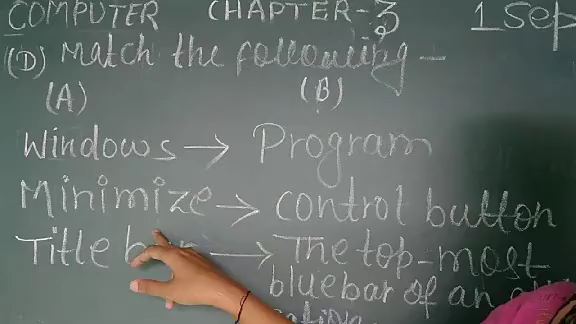 COMPUTER CHAPTER-3 1 Sep
(D) Match the following -
(A) (B)
Windows → Program
Minimize → control button
Title → The top-most
bluebar of an